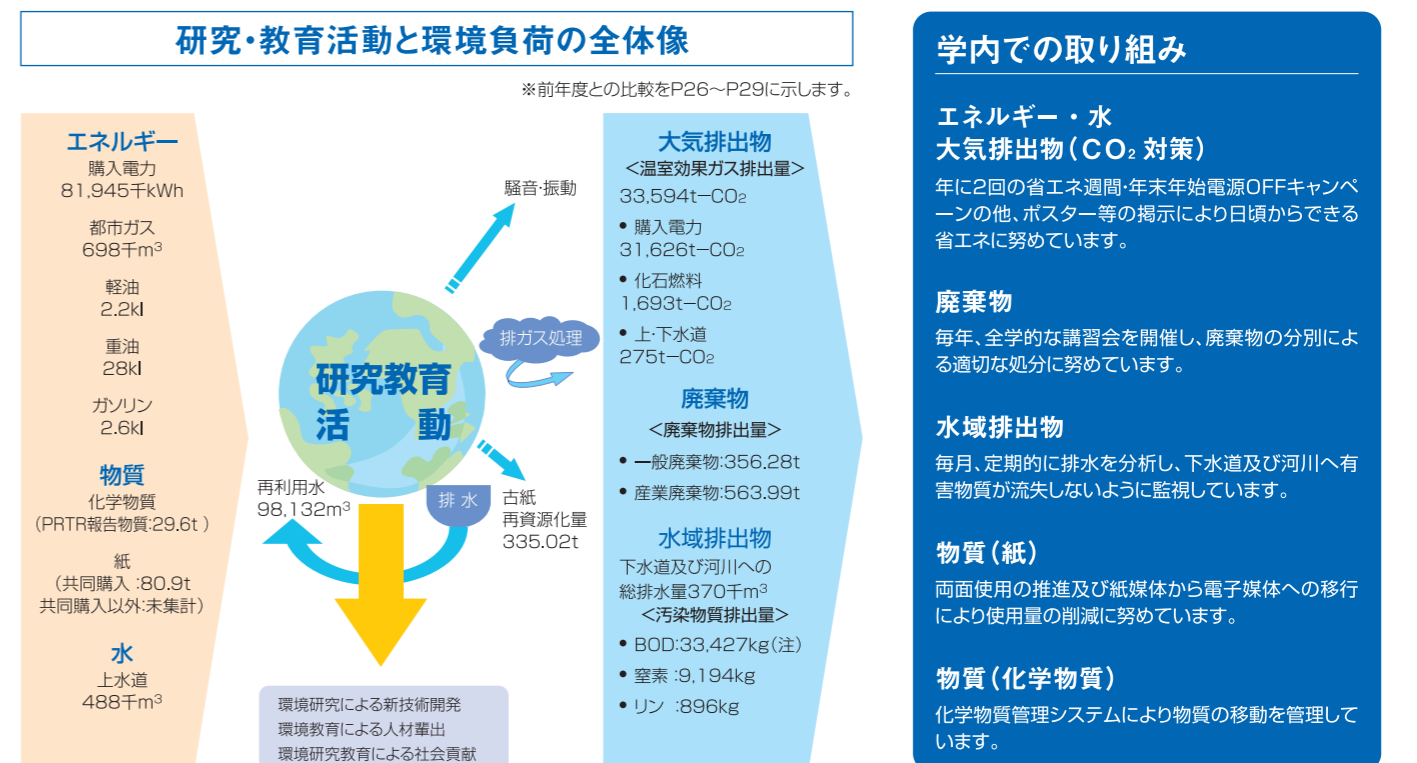 研究・教育活動と環境負荷の全体像
※前年度との比較をP26～P29に示します。
エネルギー
購入電力
81,945千kWh
都市ガス
698千m³
軽油
2.2kl
重油
28kl
ガソリン
2.6kl
物質
化学物質
(PRTR報告物質:29.6t )
紙
(共同購入 :80.9t
共同購入以外:未集計)
水
上水道
488千m³
騒音・振動
排ガス処理
研究教育
活 動
排 水
再利用水
98,132m³
古紙
再資源化量
335.02t
環境研究による新技術開発
環境教育による人材輩出
環境研究教育による社会貢献
大気排出物
＜温室効果ガス排出量＞
33,594t－CO₂
• 購入電力
31,626t－CO₂
• 化石燃料
1,693t－CO₂
• 上・下水道
275t－CO₂
廃棄物
＜廃棄物排出量＞
• 一般廃棄物:356.28t
• 産業廃棄物:563.99t
水域排出物
下水道及び河川への
総排水量370千m³
＜汚染物質排出量＞
• BOD:33,427kg(注)
• 窒素 :9,194kg
• リン :896kg
学内での取り組み
エネルギー・水
大気排出物(CO₂ 対策)
年に2回の省エネ週間・年末年始電源OFFキャンペ
ーンの他、ポスター等の掲示により日頃からできる
省エネに努めています。
廃棄物
毎年、全学的な講習会を開催し、廃棄物の分別によ
る適切な処分に努めています。
水域排出物
毎月、定期的に排水を分析し、下水道及び河川へ有
害物質が流失しないように監視しています。
物質(紙)
両面使用の推進及び紙媒体から電子媒体への移行
により使用量の削減に努めています。
物質(化学物質)
化学物質管理システムにより物質の移動を管理して
います。